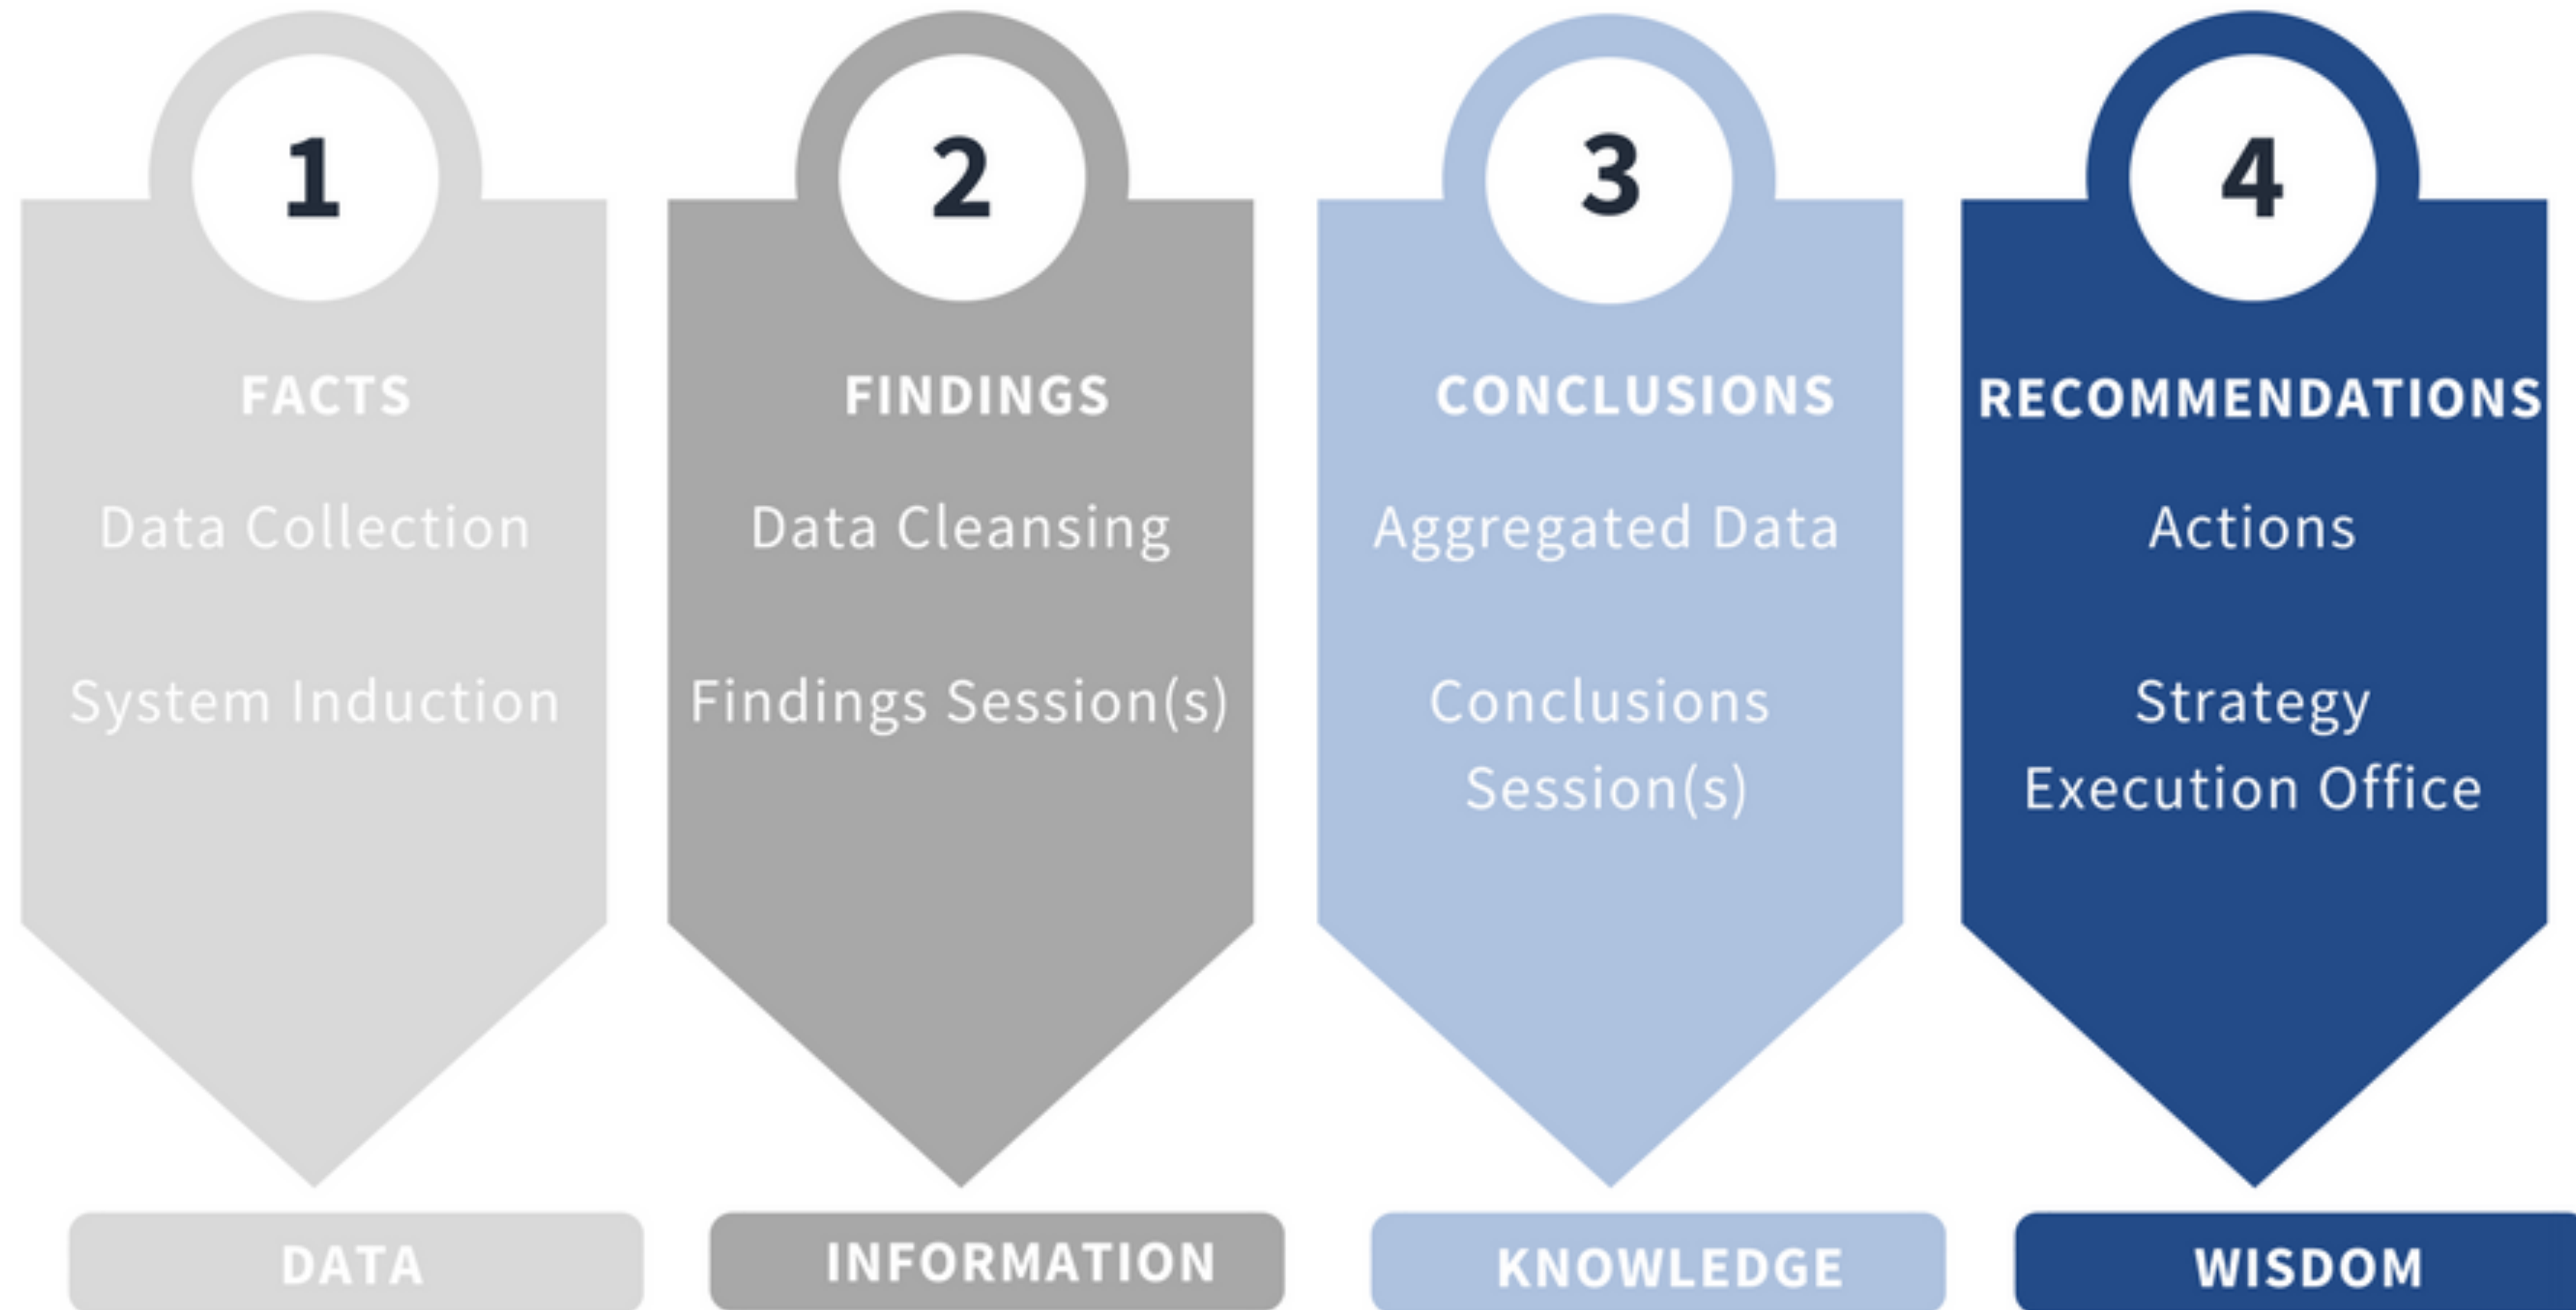 1
FACTS
Data Collection
System Induction
DATA
2
FINDINGS
Data Cleansing
Findings Session(s)
INFORMATION
3
CONCLUSIONS
Aggregated Data
Conclusions
Session(s)
KNOWLEDGE
4
RECOMMENDATIONS
Actions
Strategy
Execution Office
WISDOM